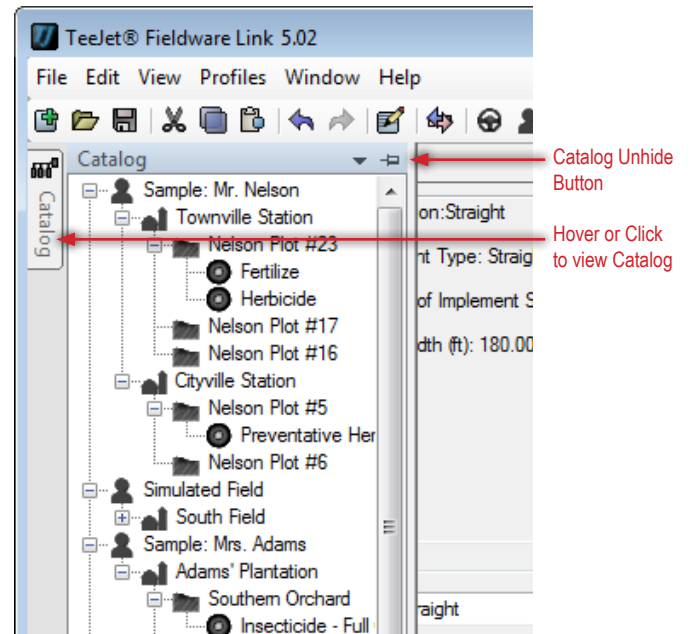 TeeJet® Fieldware Link 5.02
File Edit View Profiles Window Help
Catalog
Catalog
Sample: Mr. Nelson
Townville Station
Nelson Plot #23
Fertilize
Herbicide
Nelson Plot #17
Nelson Plot #16
Cityville Station
Nelson Plot #5
Preventative Her
Nelson Plot #6
Simulated Field
South Field
Sample: Mrs. Adams
Adams' Plantation
Southern Orchard
Insecticide - Full
on:Straight
nt Type: Straig
of Implement S
dth (ft): 180.00
raight
Catalog Unhide
Button
Hover or Click
to view Catalog